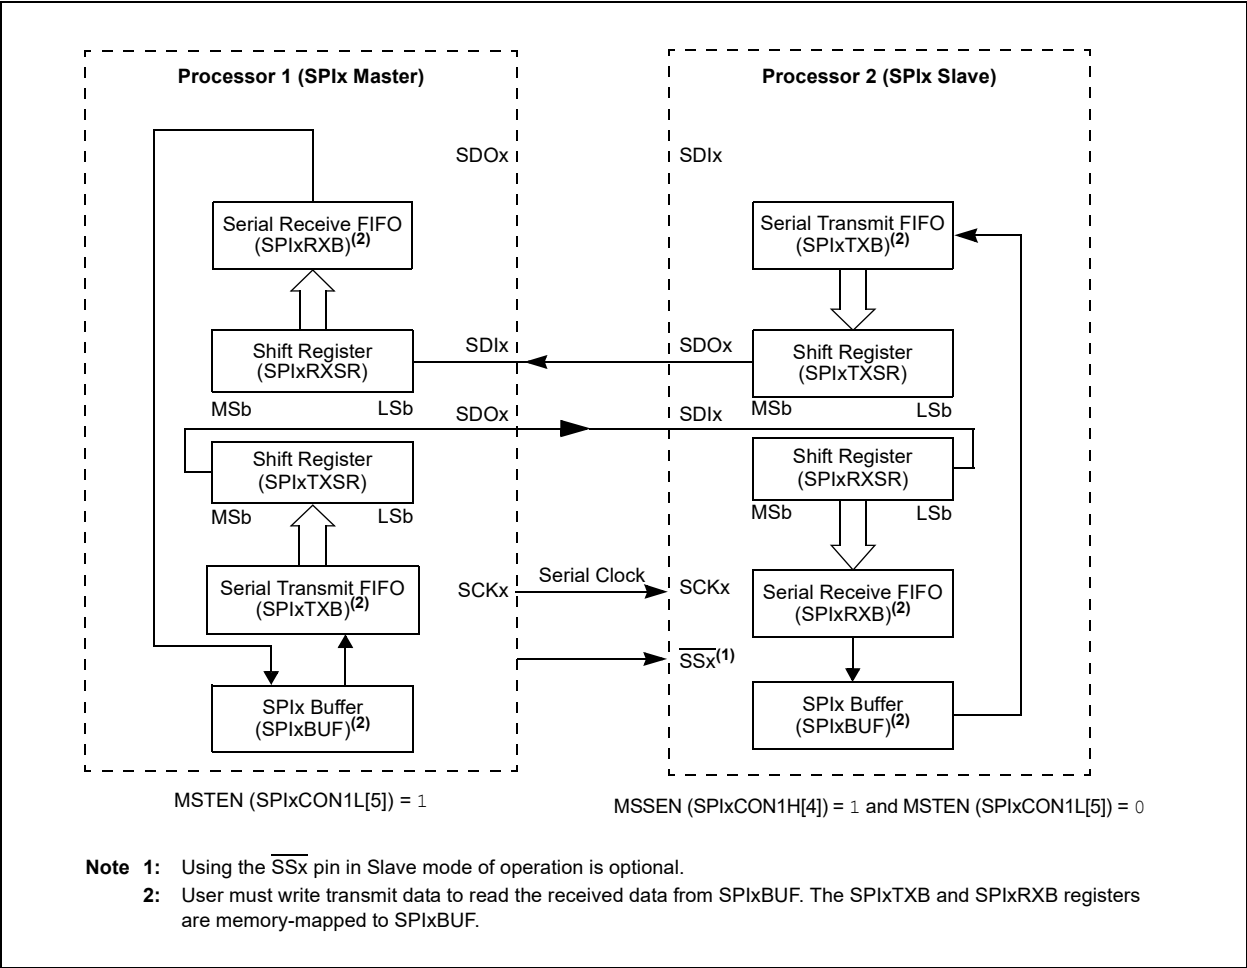 Processor 1 (SPIx Master)
Processor 2 (SPIx Slave)
SDOx
SDIx
Serial Receive FIFO
(SPIxRXB)(2)
Serial Transmit FIFO
(SPIxTXB)(2)
Shift Register
(SPIxRXSR)
SDIx
SDOx
Shift Register
(SPIxTXSR)
MSb
LSb
SDOx
SDIx
MSb
LSb
Shift Register
(SPIxTXSR)
Shift Register
(SPIxRXSR)
MSb
LSb
MSb
LSb
Serial Transmit FIFO
(SPIxTXB)(2)
SCKx
Serial Clock
SCKx
Serial Receive FIFO
(SPIxRXB)(2)
SSx(1)
SPIx Buffer
(SPIxBUF)(2)
SPIx Buffer
(SPIxBUF)(2)
MSTEN (SPIxCON1L[5]) = 1
MSSEN (SPIxCON1H[4]) = 1 and MSTEN (SPIxCON1L[5]) = 0
Note 1: Using the SSx pin in Slave mode of operation is optional.
2: User must write transmit data to read the received data from SPIxBUF. The SPIxTXB and SPIxRXB registers
are memory-mapped to SPIxBUF.